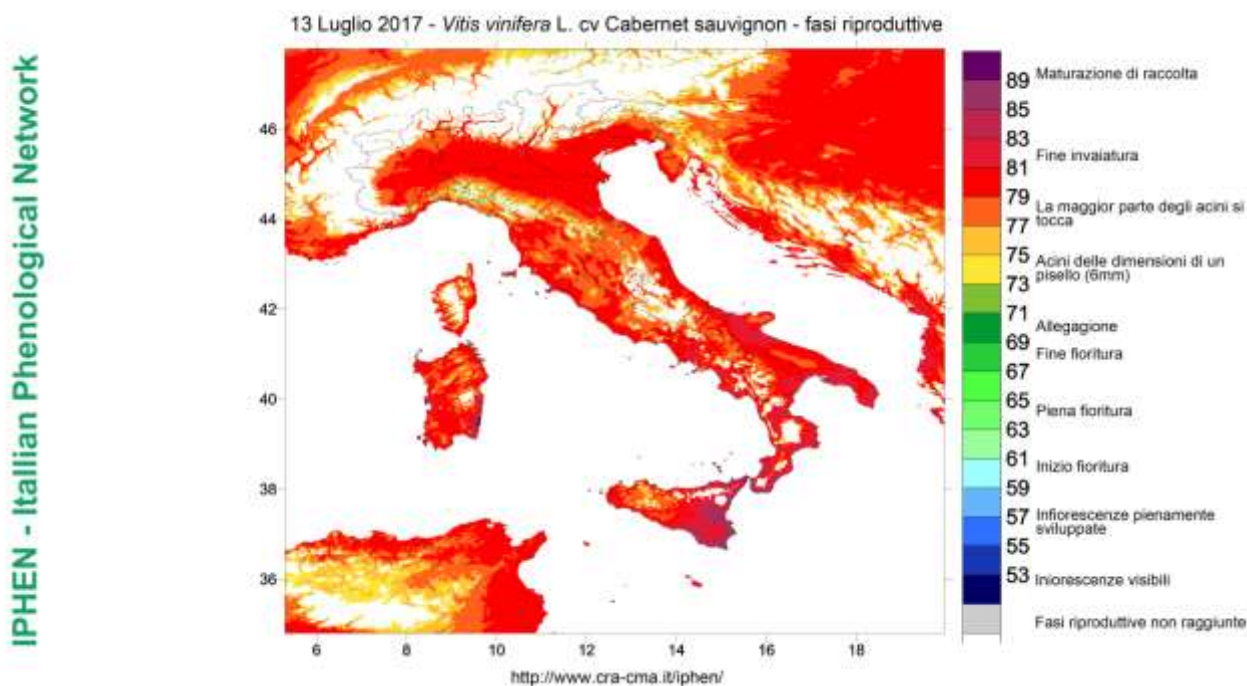 IPHEN - Itallian Phenological Network
13 Luglio 2017 - Vitis vinifera L. cv Cabernet sauvignon - fasi riproduttive
46
44
42
40
38
36
6
8
10
12
14
16
18
http://www.cra-cma.it/iphen/
89
85
83
81
79
77
75
73
71
69
67
65
63
61
59
57
55
53
Maturazione di raccolta
Fine invaiatura
La maggior parte degli acini si
tocca
Acini delle dimensioni di un
pisello (6mm)
Allegagione
Fine fioritura
Piena fioritura
Inizio fioritura
Infiorescenze pienamente
sviluppate
Iniorescenze visibili
Fasi riproduttive non raggiunte